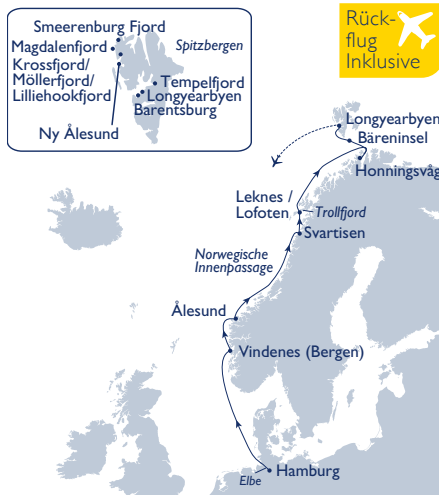 Smeerenburg Fjord
Magdalenfjord
Spitzbergen
Krossfjord/
Möllerfjord/
Lilliehookfjord
Tempelfjord
Longyearbyen
Barentsburg
Ny Ålesund
Rück-
flug
Inklusive
Longyearbyen
Bäreninsel
Honningsvåg
Leknes /
Lofoten
Trollfjord
Svartisen
Norwegische
Innenpassage
Ålesund
Vindenes (Bergen)
Elbe
Hamburg